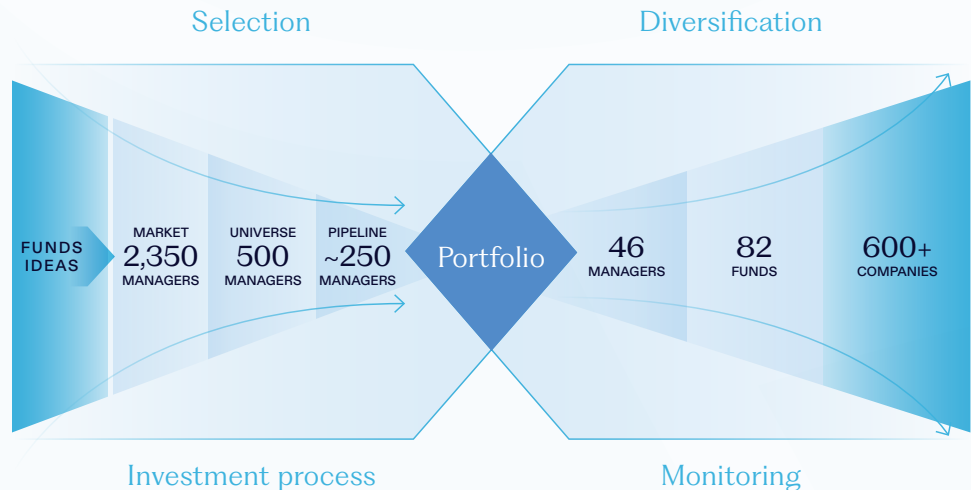 Selection
Diversification
FUNDS
IDEAS
MARKET
2,350
MANAGERS
UNIVERSE
500
MANAGERS
PIPELINE
~250
MANAGERS
Portfolio
46
MANAGERS
82
FUNDS
600+
COMPANIES
Investment process
Monitoring